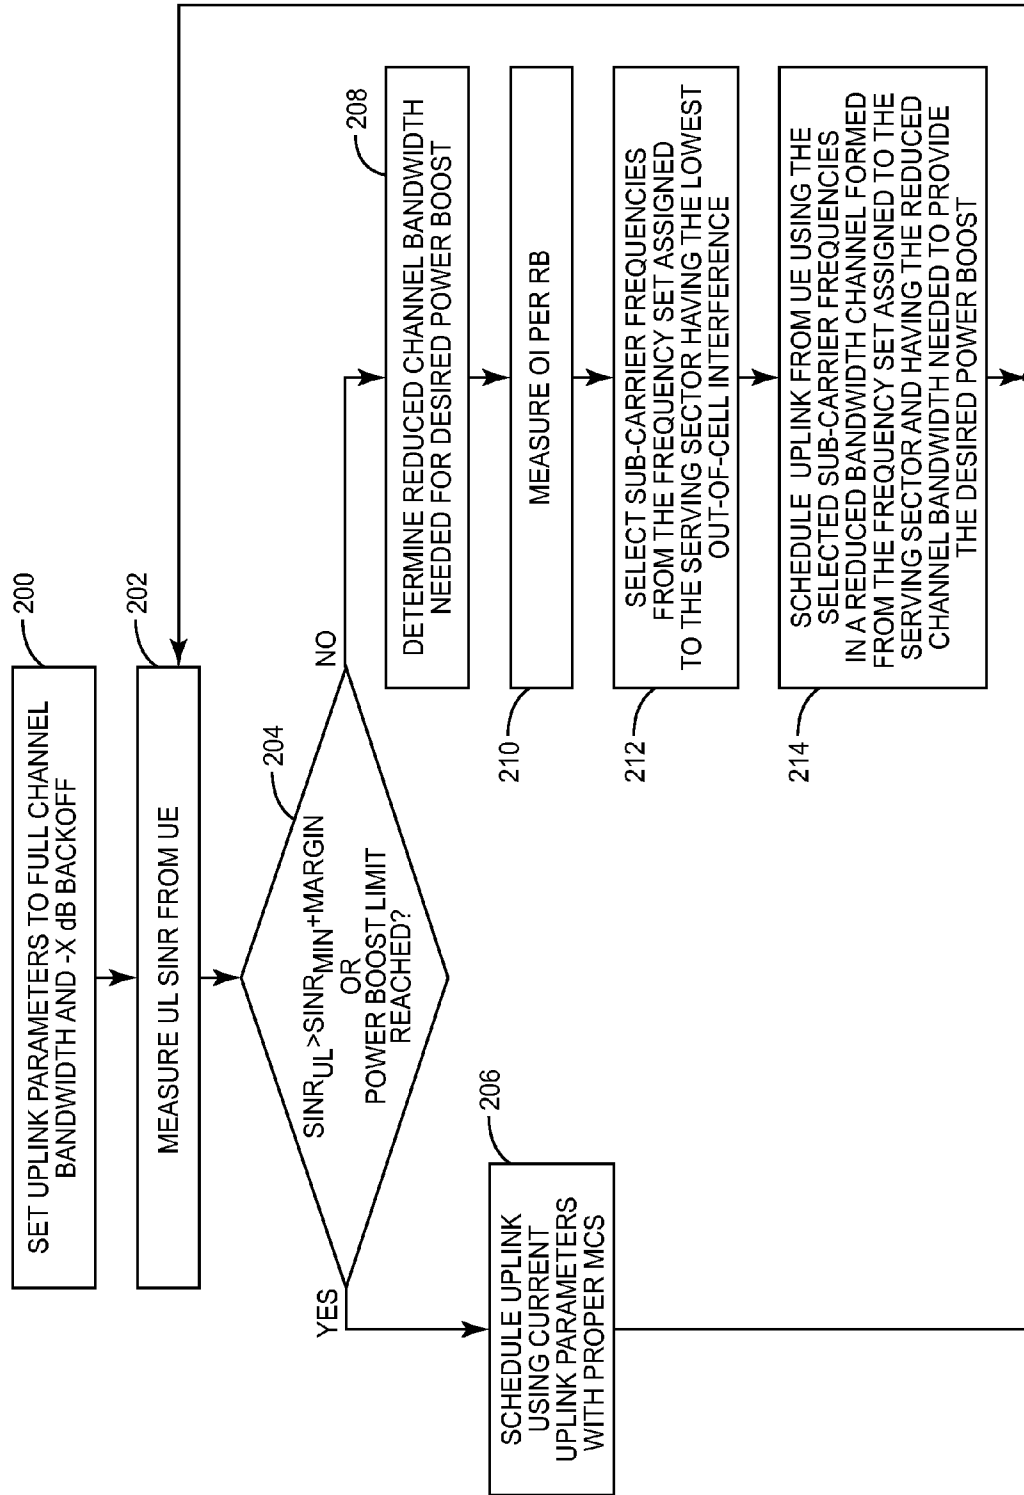 200
SET UPLINK PARAMETERS TO FULL CHANNEL
BANDWIDTH AND -X dB BACKOFF
202
MEASURE UL SINR FROM UE
204
SINRUL>SINRMIN+MARGIN
OR
POWER BOOST LIMIT
REACHED?
YES
NO
206
SCHEDULE UPLINK
USING CURRENT
UPLINK PARAMETERS
WITH PROPER MCS
208
DETERMINE REDUCED CHANNEL BANDWIDTH
NEEDED FOR DESIRED POWER BOOST
210
MEASURE OI PER RB
212
SELECT SUB-CARRIER FREQUENCIES
FROM THE FREQUENCY SET ASSIGNED
TO THE SERVING SECTOR HAVING THE LOWEST
OUT-OF-CELL INTERFERENCE
214
SCHEDULE UPLINK FROM UE USING THE
SELECTED SUB-CARRIER FREQUENCIES
IN A REDUCED BANDWIDTH CHANNEL FORMED
FROM THE FREQUENCY SET ASSIGNED TO THE
SERVING SECTOR AND HAVING THE REDUCED
CHANNEL BANDWIDTH NEEDED TO PROVIDE
THE DESIRED POWER BOOST